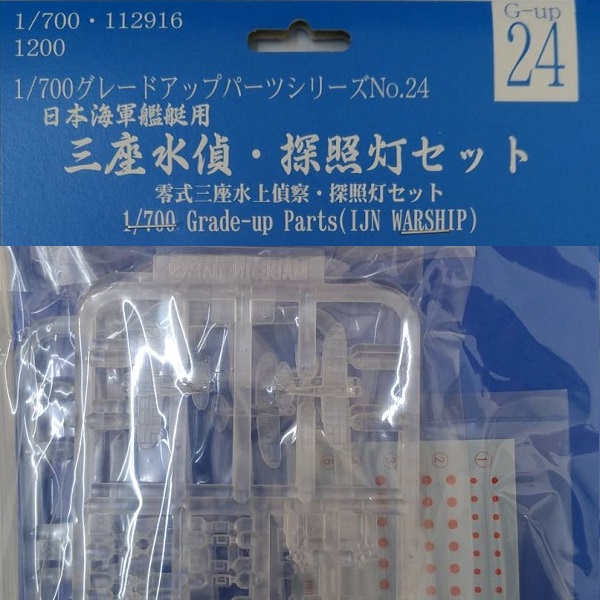 1/700・112916
1200
G-up
24
1/700グレードアップパーツシリーズNo.24
日本海軍艦艇用
三座水偵・探照灯セット
零式三座水上偵察・探照灯セット
1/700 Grade-up Parts(IJN WARSHIP)
① ② ③